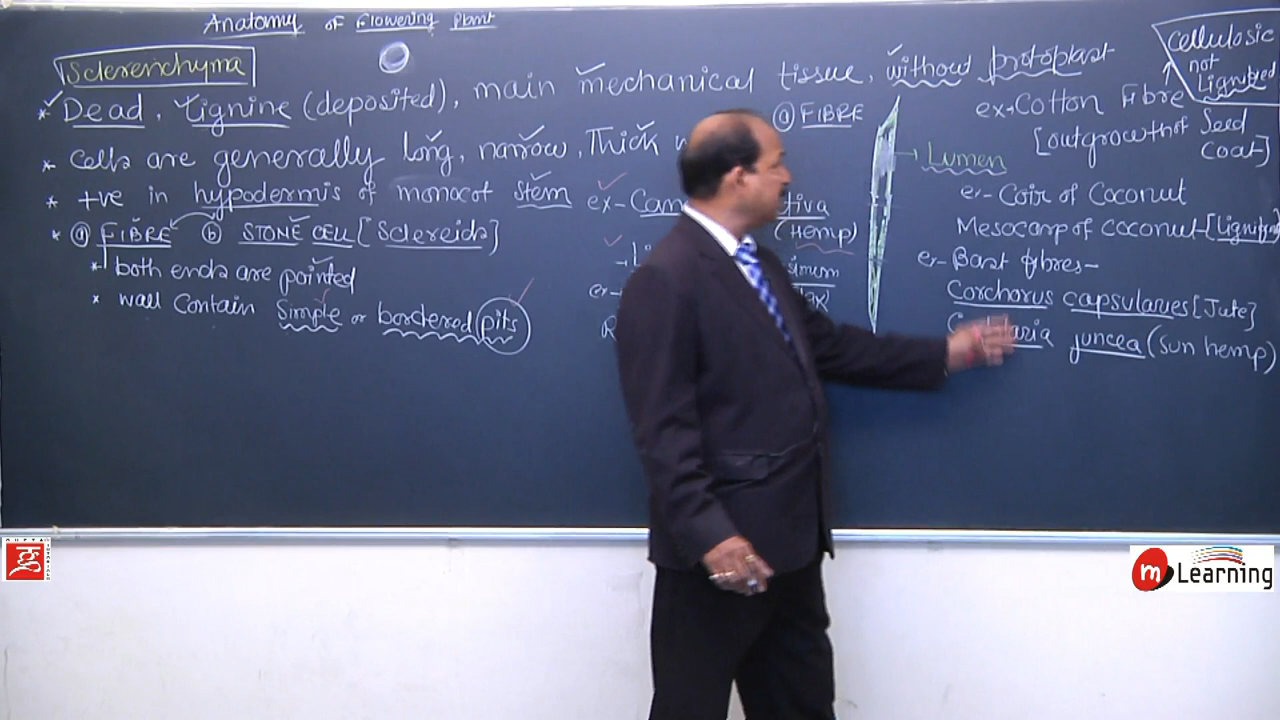 Anatomy of Flowering Plant
Sclerenchyma
* Dead, Lignine (deposited), main mechanical tissue, without protoplast
* Cells are generally long, narrow, Thick
* +ve in hypodermis of monocot stem
* ⓐ FIBRE ⓑ STONE CELL [Sclereids]
* both ends are pointed
* wall contain Simple or bordered pits
ex-
(Hemp)
ex-
ⓐ FIBRE
Lumen
Cellulosic
not
Lignified
ex → Cotton Fibre
[outgrowth of Seed
Coat]
er- Coir of Coconut
Mesocarp of coconut-[Lignified
er- Bast fibres-
Corchorus capsularies [Jute]
juncea (Sun hemp)
m Learning